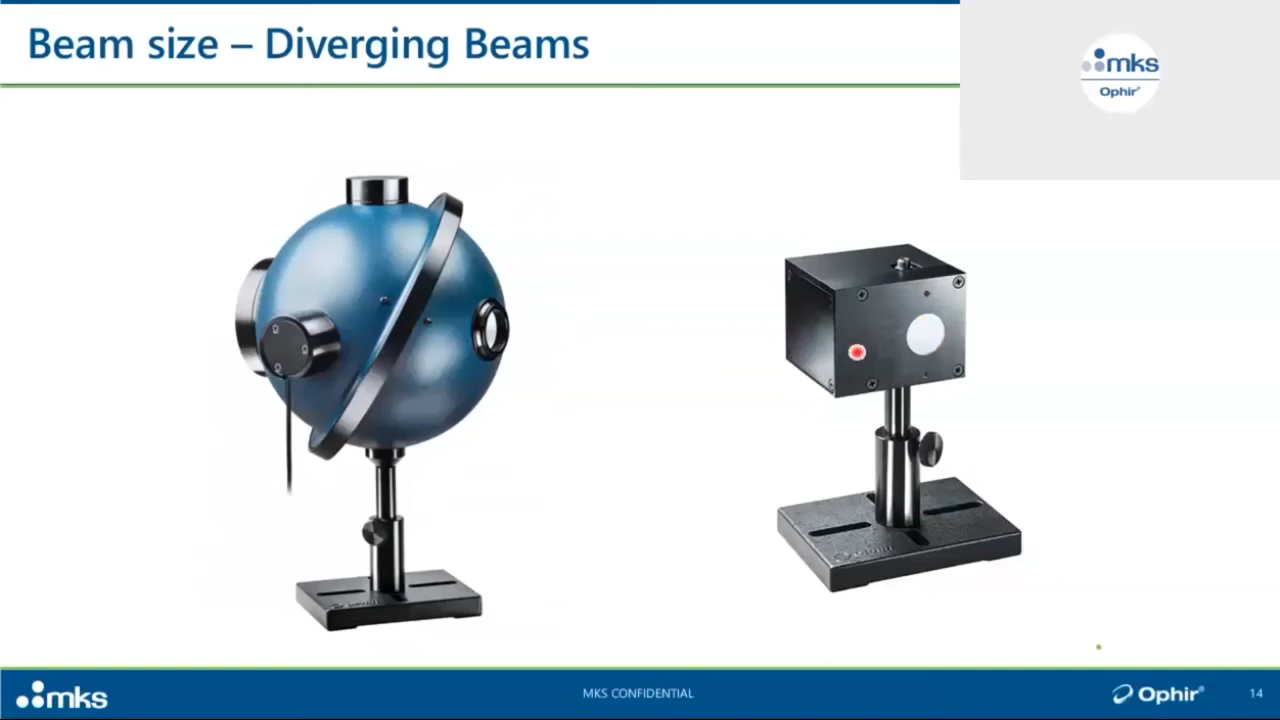 Beam size – Diverging Beams
mks
Ophir®
mks
MKS CONFIDENTIAL
Ophir®
14